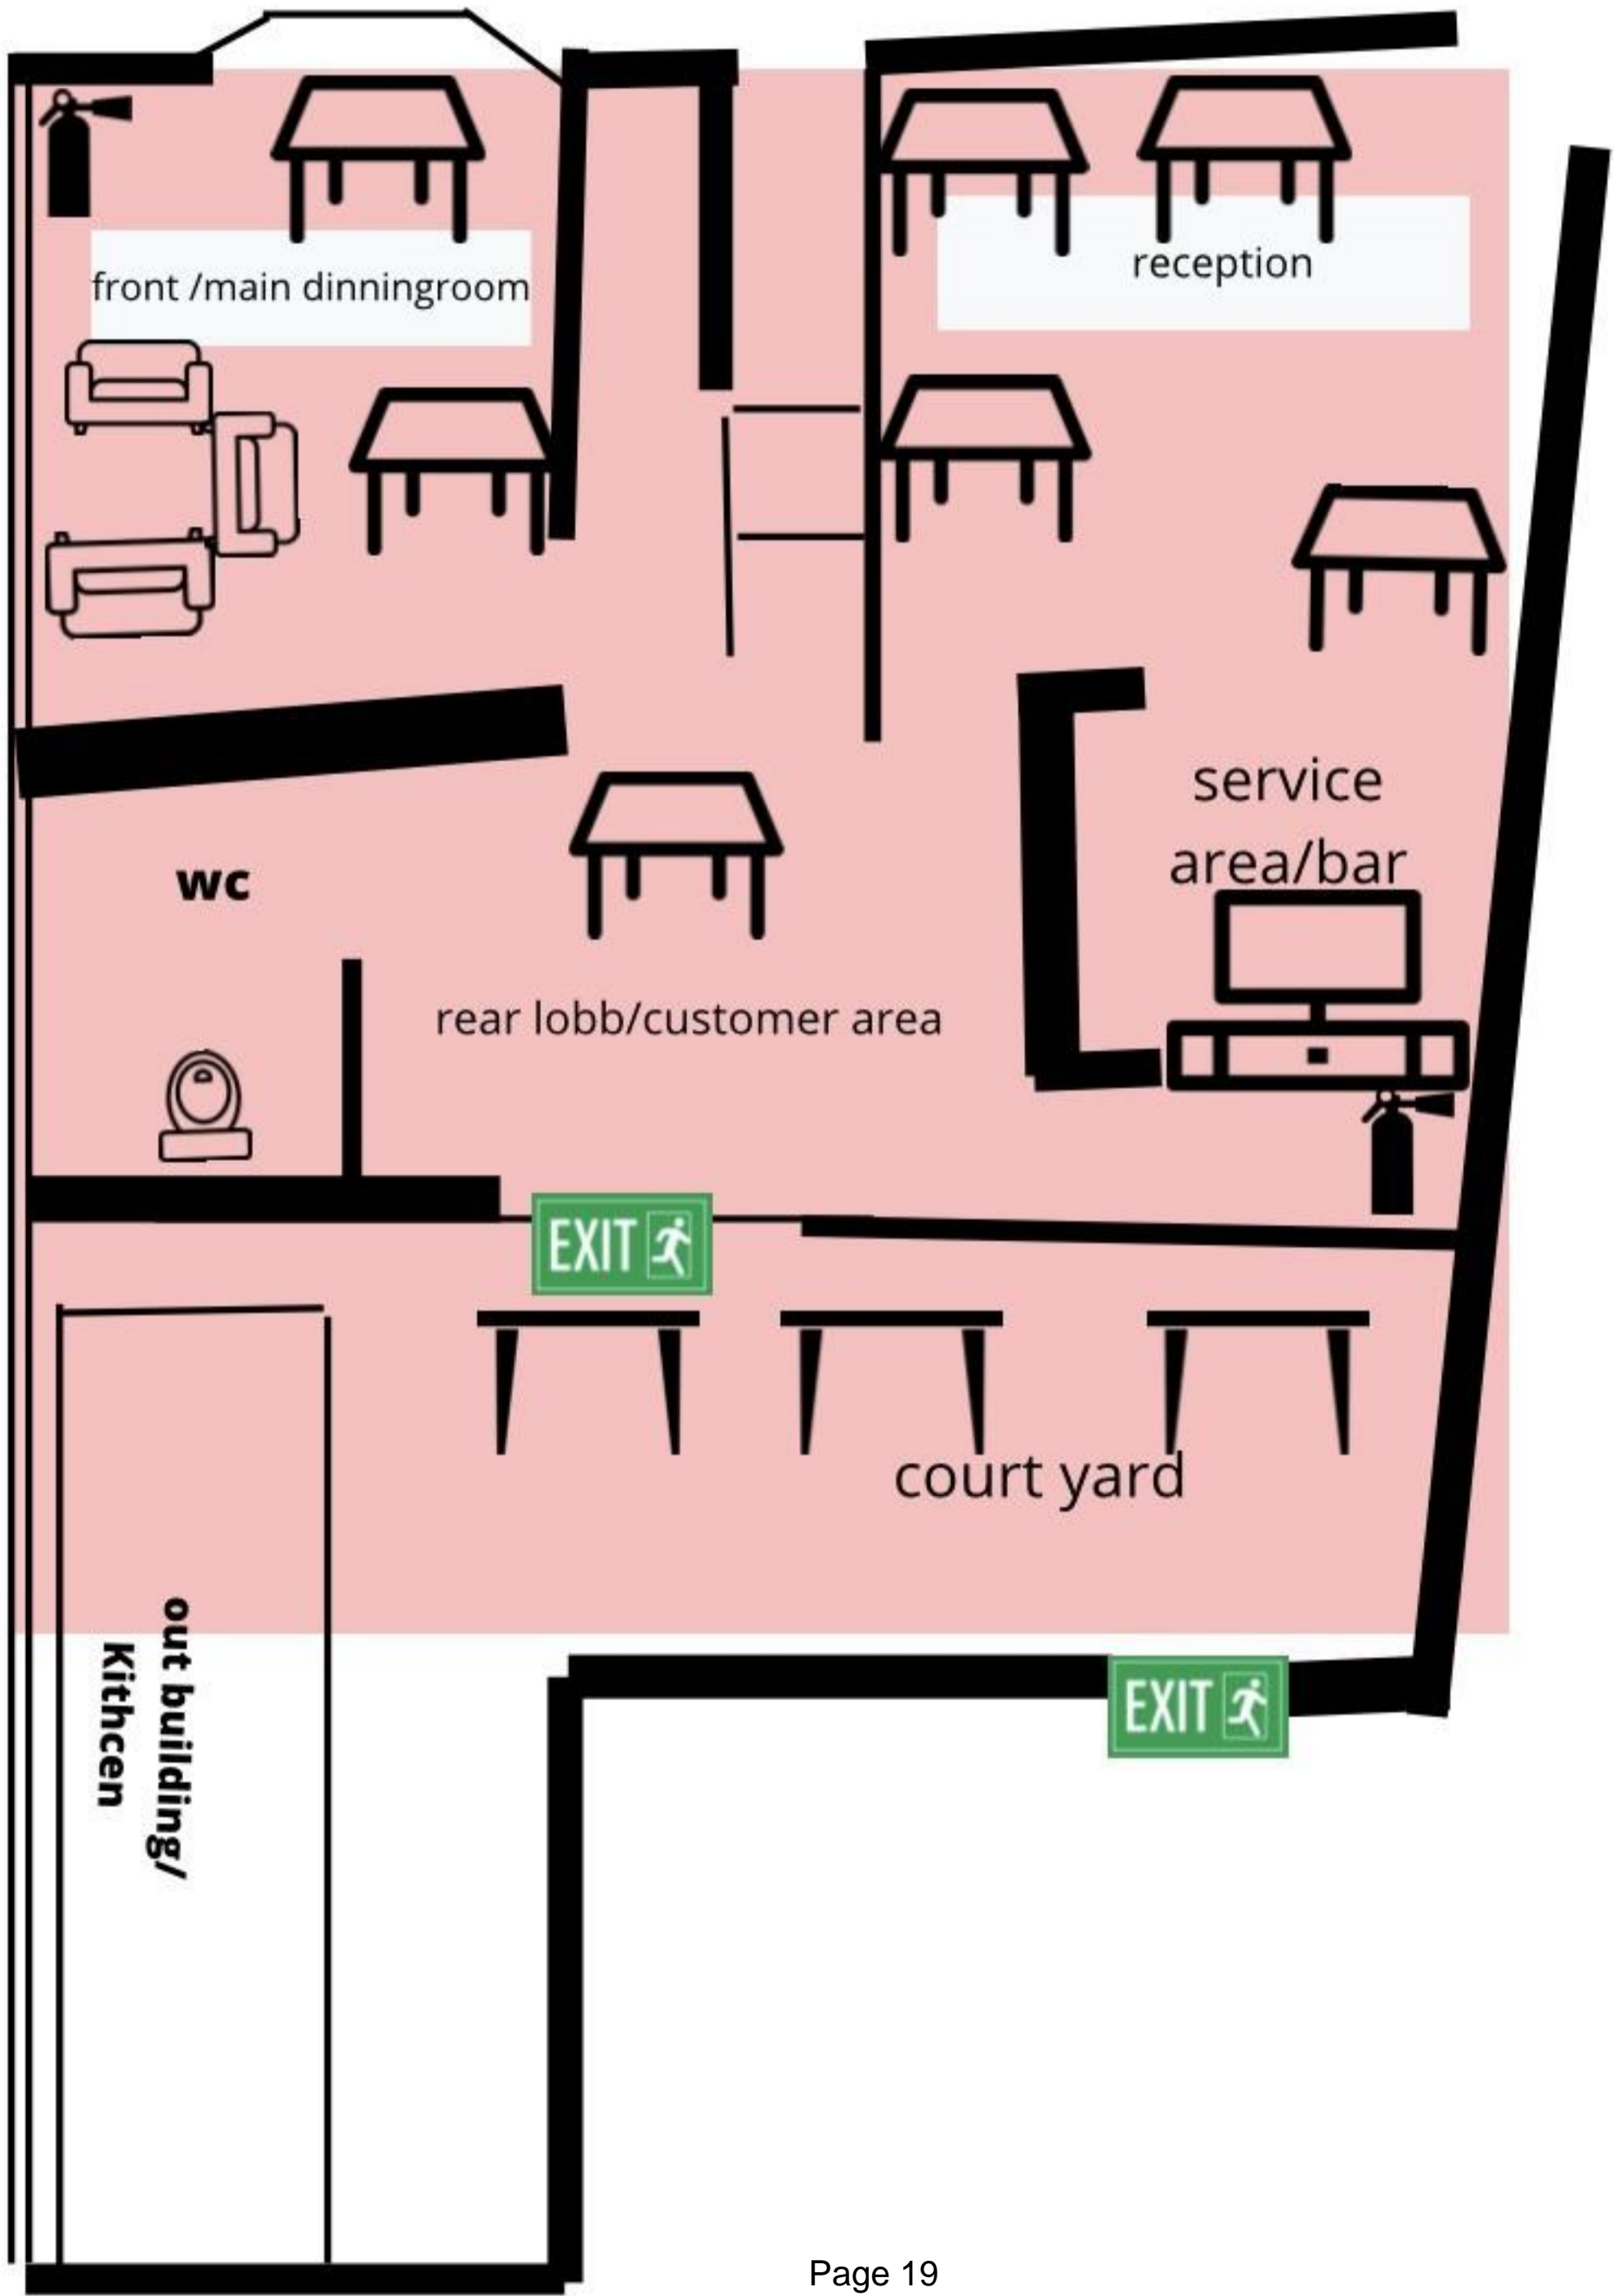 front /main dinningroom
reception
service
area/bar
wc
rear lobb/customer area
EXIT
court yard
out building/
Kithcen
EXIT
Page 19